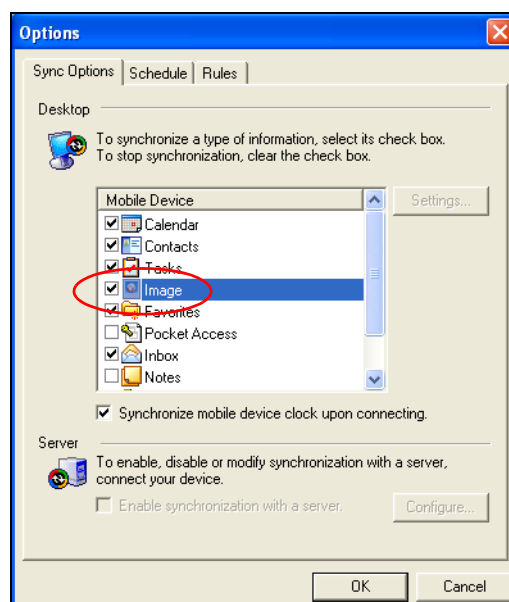 Options
Sync Options Schedule Rules
Desktop
To synchronize a type of information, select its check box.
To stop synchronization, clear the check box.
Mobile Device
Settings...
Calendar
Contacts
Tasks
Image
Favorites
Pocket Access
Inbox
Notes
Synchronize mobile device clock upon connecting.
Server
To enable, disable or modify synchronization with a server,
connect your device.
Enable synchronization with a server.
Configure...
OK Cancel